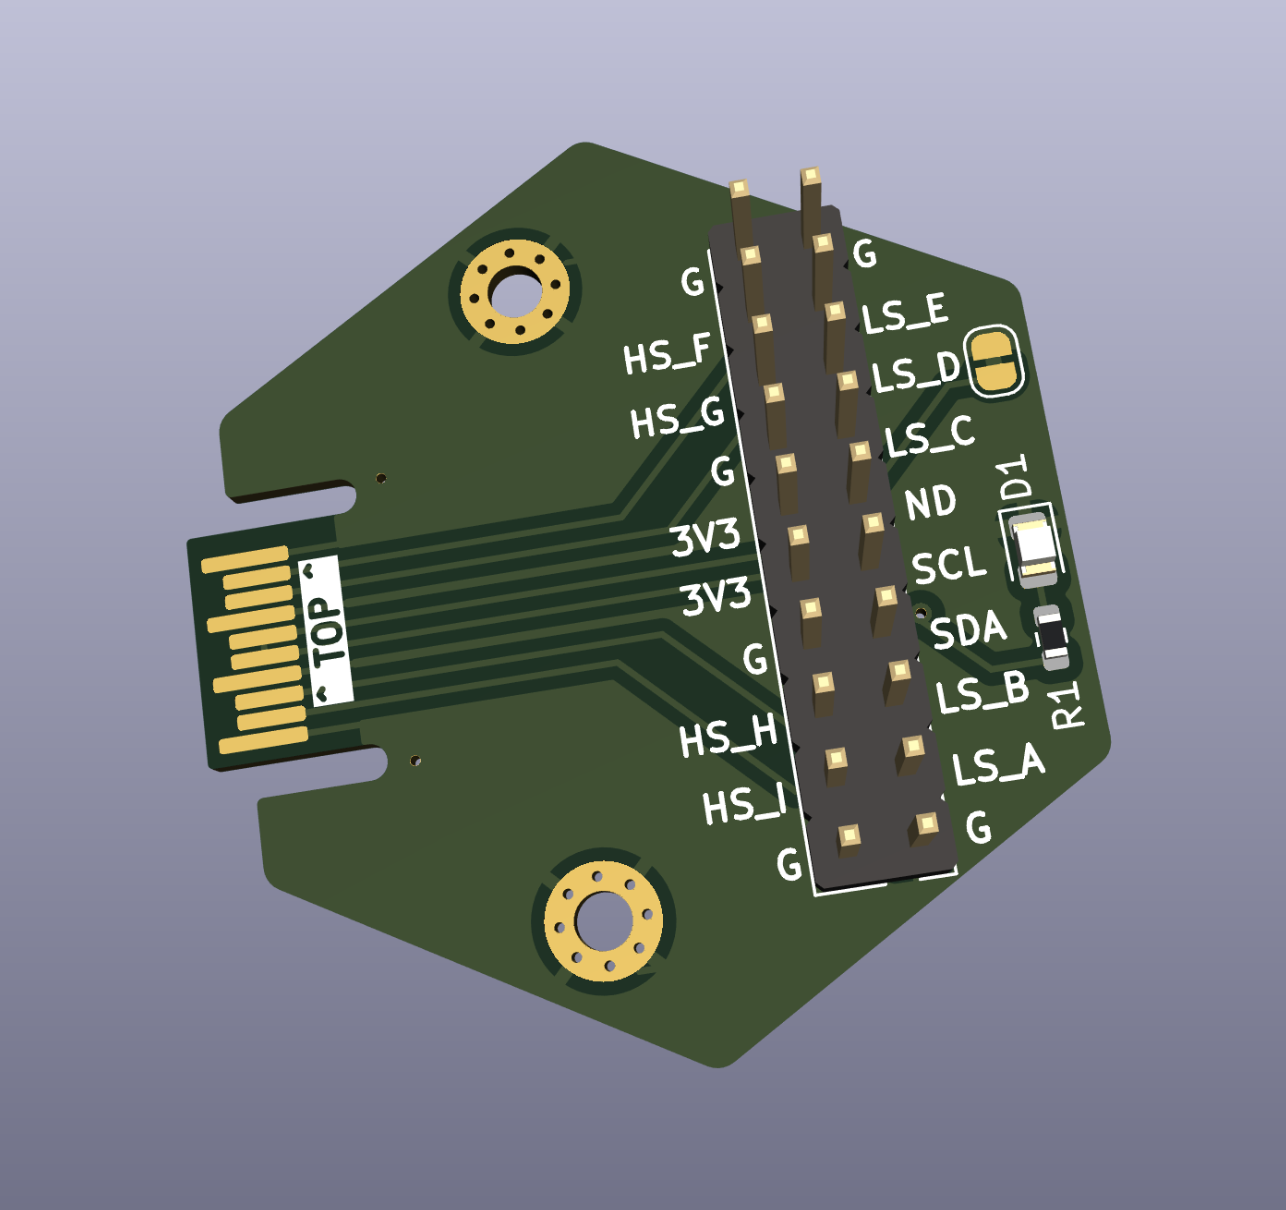 G
HS_F
HS_G
G
3V3
3V3
G
HS_H
HS_I
G
G
LS_E
LS_D
LS_C
ND
SCL
SDA
LS_B
LS_A
G
TOP
D1
R1